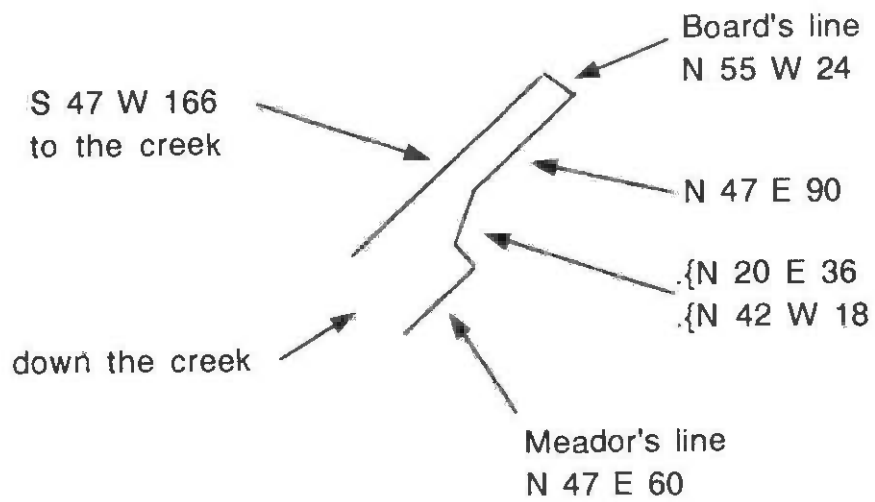 Board's line
N 55 W 24
S 47 W 166
to the creek
N 47 E 90
.{N 20 E 36
.{N 42 W 18
down the creek
Meador's line
N 47 E 60